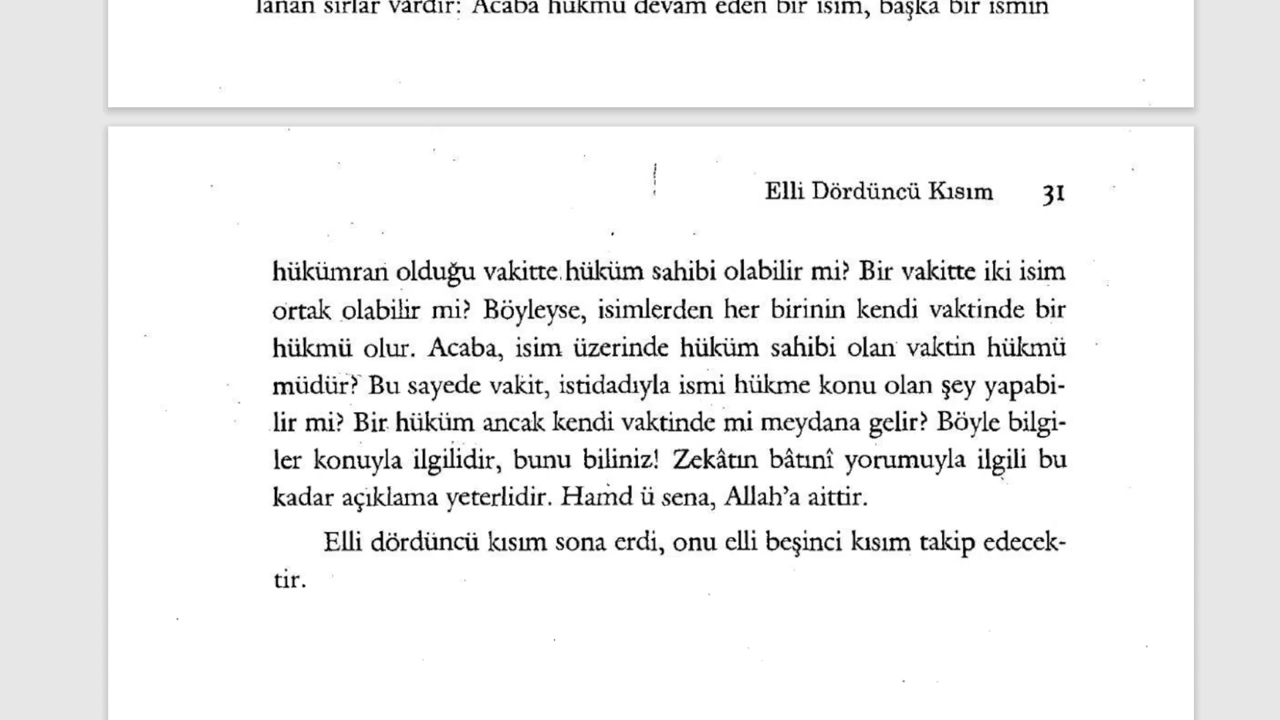 lanan sırlar vardır: Acaba hükmü devam eden bir isim, başka bir ismin
Elli Dördüncü Kısım 31
hükümran olduğu vakitte hüküm sahibi olabilir mi? Bir vakitte iki isim
ortak olabilir mi? Böyleyse, isimlerden her birinin kendi vaktinde bir
hükmü olur. Acaba, isim üzerinde hüküm sahibi olan vaktin hükmü
müdür? Bu sayede vakit, istidadıyla ismi hükme konu olan şey yapabi-
lir mi? Bir hüküm ancak kendi vaktinde mi meydana gelir? Böyle bilgi-
ler konuyla ilgilidir, bunu biliniz! Zekâtın bâtınî yorumuyla ilgili bu
kadar açıklama yeterlidir. Hamd ü sena, Allah'a aittir.
Elli dördüncü kısım sona erdi, onu elli beşinci kısım takip edecek-
tir.